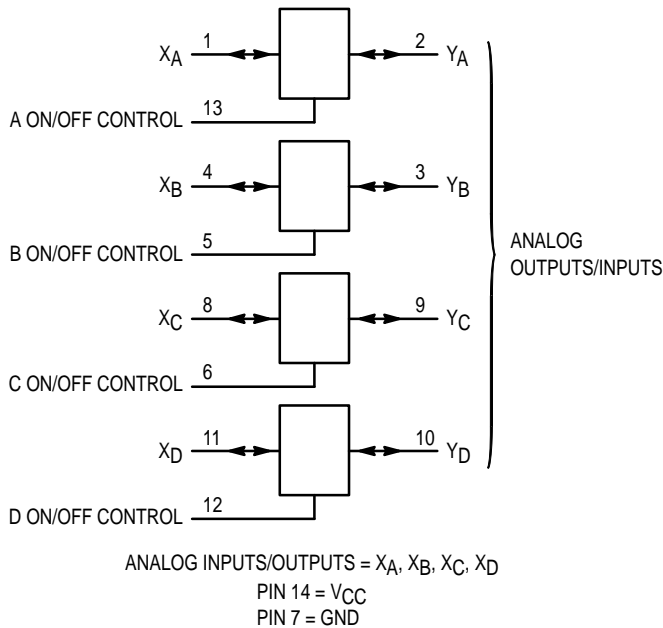 XA 1 2 YA
A ON/OFF CONTROL 13
XB 4 3 YB
B ON/OFF CONTROL 5
ANALOG
OUTPUTS/INPUTS
XC 8 9 YC
C ON/OFF CONTROL 6
XD 11 10 YD
D ON/OFF CONTROL 12
ANALOG INPUTS/OUTPUTS = XA, XB, XC, XD
PIN 14 = VCC
PIN 7 = GND